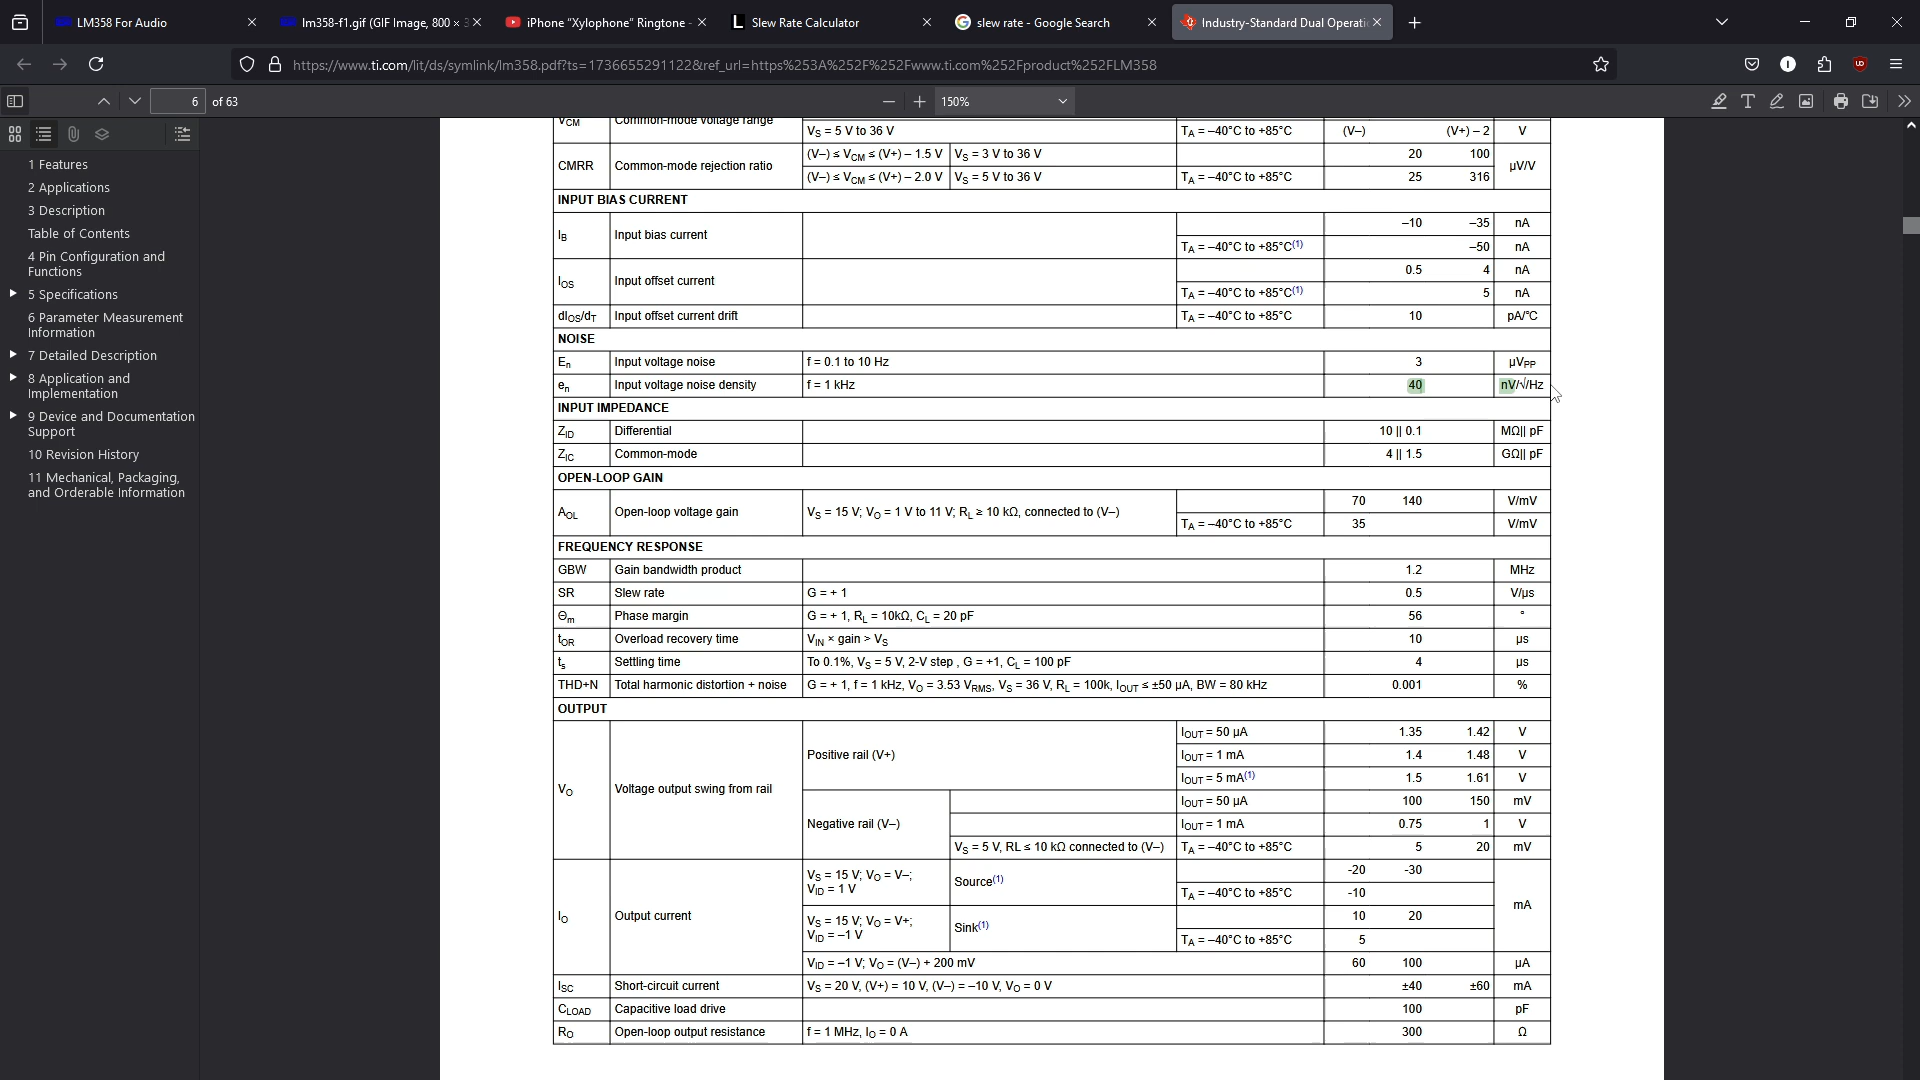 LM358 For Audio
lm358-f1.gif (GIF Image, 800 × 3
iPhone “Xylophone” Ringtone -
Slew Rate Calculator
slew rate - Google Search
Industry-Standard Dual Operati
https://www.ti.com/lit/ds/symlink/lm358.pdf?ts=1736655291122&ref_url=https%253A%252F%252Fwww.ti.com%252Fproduct%252FLM358
6 of 63
150%
1 Features
2 Applications
3 Description
Table of Contents
4 Pin Configuration and
Functions
5 Specifications
6 Parameter Measurement
Information
7 Detailed Description
8 Application and
Implementation
9 Device and Documentation
Support
10 Revision History
11 Mechanical, Packaging,
and Orderable Information
VCM Common-mode voltage range
VS = 5 V to 36 V TA = –40°C to +85°C (V–) (V+) – 2 V
CMRR Common-mode rejection ratio (V–) ≤ VCM ≤ (V+) – 1.5 V VS = 3 V to 36 V 20 100 µV/V
(V–) ≤ VCM ≤ (V+) – 2.0 V VS = 5 V to 36 V TA = –40°C to +85°C 25 316
INPUT BIAS CURRENT
IB Input bias current –10 –35 nA
TA = –40°C to +85°C(1) –50 nA
IOS Input offset current 0.5 4 nA
TA = –40°C to +85°C(1) 5 nA
dIOS/dT Input offset current drift TA = –40°C to +85°C 10 pA/°C
NOISE
En Input voltage noise f = 0.1 to 10 Hz 3 µVPP
en Input voltage noise density f = 1 kHz 40 nV/√/Hz
INPUT IMPEDANCE
ZID Differential 10 || 0.1 MΩ|| pF
ZIC Common-mode 4 || 1.5 GΩ|| pF
OPEN-LOOP GAIN
AOL Open-loop voltage gain VS = 15 V; VO = 1 V to 11 V; RL ≥ 10 kΩ, connected to (V–) 70 140 V/mV
TA = –40°C to +85°C 35 V/mV
FREQUENCY RESPONSE
GBW Gain bandwidth product 1.2 MHz
SR Slew rate G = + 1 0.5 V/µs
Θm Phase margin G = + 1, RL = 10kΩ, CL = 20 pF 56 °
tOR Overload recovery time VIN × gain > VS 10 µs
ts Settling time To 0.1%, VS = 5 V, 2-V step , G = +1, CL = 100 pF 4 µs
THD+N Total harmonic distortion + noise G = + 1, f = 1 kHz, VO = 3.53 VRMS, VS = 36 V, RL = 100k, IOUT ≤ ±50 µA, BW = 80 kHz 0.001 %
OUTPUT
VO Voltage output swing from rail Positive rail (V+) IOUT = 50 µA 1.35 1.42 V
IOUT = 1 mA 1.4 1.48 V
IOUT = 5 mA(1) 1.5 1.61 V
Negative rail (V–) IOUT = 50 µA 100 150 mV
IOUT = 1 mA 0.75 1 V
VS = 5 V, RL ≤ 10 kΩ connected to (V–) TA = –40°C to +85°C 5 20 mV
IO Output current VS = 15 V; VO = V–;
VID = 1 V Source(1) -20 -30 mA
TA = –40°C to +85°C -10
VS = 15 V; VO = V+;
VID = –1 V Sink(1) 10 20
TA = –40°C to +85°C 5
VID = –1 V; VO = (V–) + 200 mV 60 100 µA
ISC Short-circuit current VS = 20 V, (V+) = 10 V, (V–) = –10 V, VO = 0 V ±40 ±60 mA
CLOAD Capacitive load drive 100 pF
RO Open-loop output resistance f = 1 MHz, IO = 0 A 300 Ω